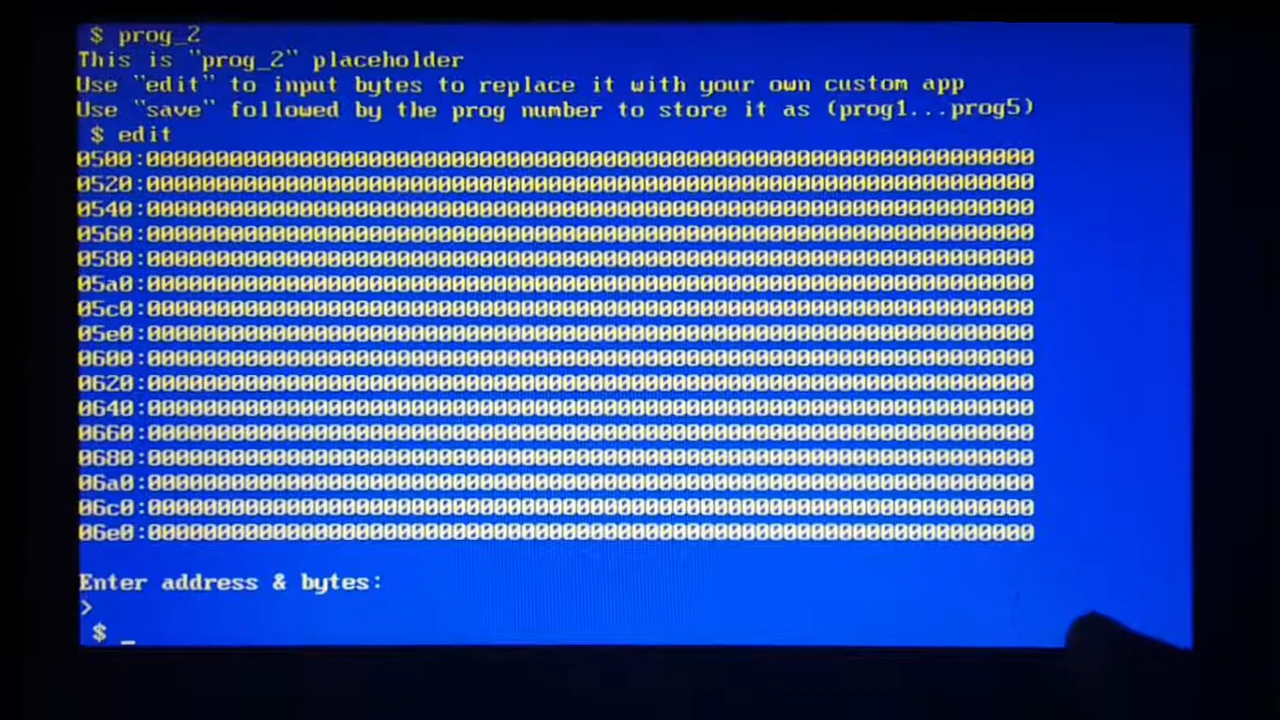 $ prog_2
This is "prog_2" placeholder
Use "edit" to input bytes to replace it with your own custom app
Use "save" followed by the prog number to store it as (prog1...prog5)
$ edit
0500:0000000000000000000000000000000000000000000000000000000000000000
0520:0000000000000000000000000000000000000000000000000000000000000000
0540:0000000000000000000000000000000000000000000000000000000000000000
0560:0000000000000000000000000000000000000000000000000000000000000000
0580:0000000000000000000000000000000000000000000000000000000000000000
05a0:0000000000000000000000000000000000000000000000000000000000000000
05c0:0000000000000000000000000000000000000000000000000000000000000000
05e0:0000000000000000000000000000000000000000000000000000000000000000
0600:0000000000000000000000000000000000000000000000000000000000000000
0620:0000000000000000000000000000000000000000000000000000000000000000
0640:0000000000000000000000000000000000000000000000000000000000000000
0660:0000000000000000000000000000000000000000000000000000000000000000
0680:0000000000000000000000000000000000000000000000000000000000000000
06a0:0000000000000000000000000000000000000000000000000000000000000000
06c0:0000000000000000000000000000000000000000000000000000000000000000
06e0:0000000000000000000000000000000000000000000000000000000000000000
Enter address & bytes:
>
$ _